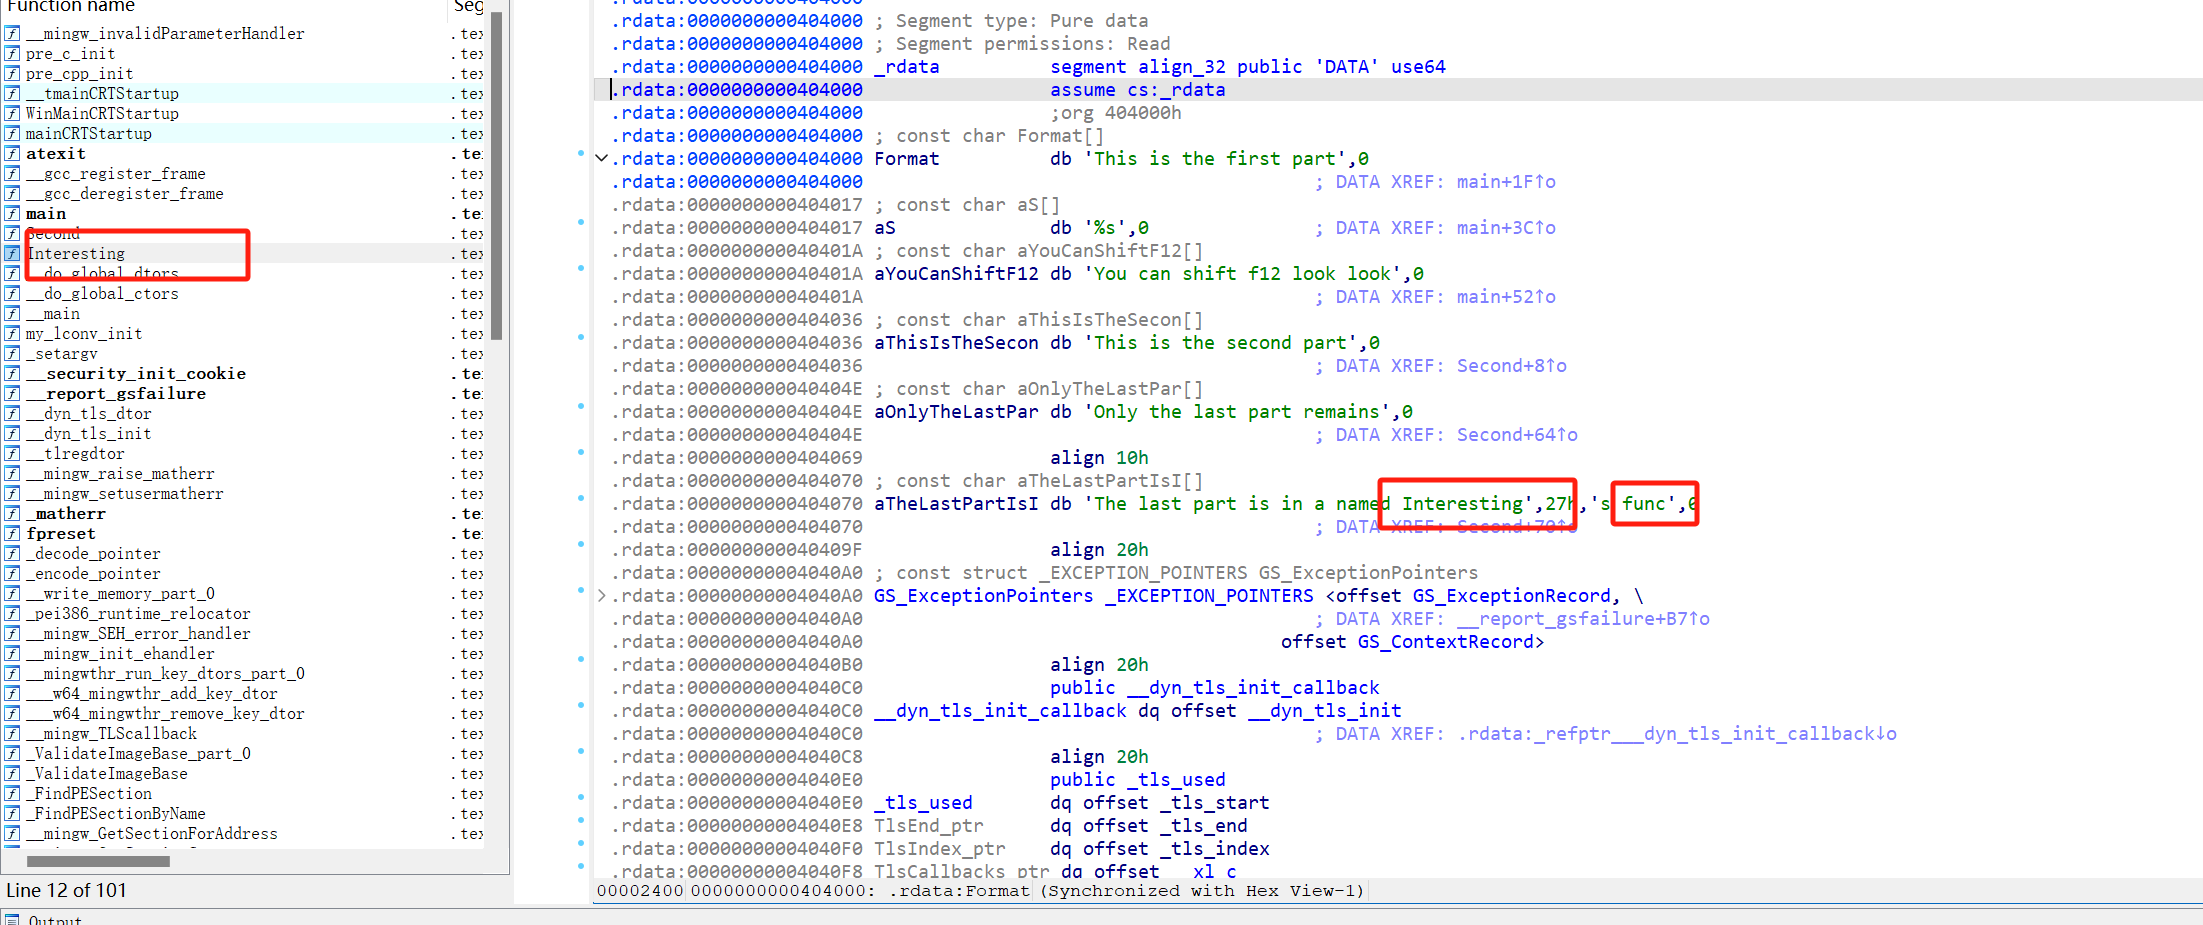 Function name Seg
__mingw_invalidParameterHandler .tex
pre_c_init .tex
pre_cpp_init .tex
__tmainCRTStartup .tex
WinMainCRTStartup .tex
mainCRTStartup .tex
atexit .tex
__gcc_register_frame .tex
__gcc_deregister_frame .tex
main .tex
Second .tex
Interesting .tex
__do_global_dtors .tex
__do_global_ctors .tex
__main .tex
my_lconv_init .tex
_setargv .tex
__security_init_cookie .tex
__report_gsfailure .tex
__dyn_tls_dtor .tex
__dyn_tls_init .tex
__tlregdtor .tex
__mingw_raise_matherr .tex
__mingw_setusermatherr .tex
_matherr .tex
fpreset .tex
_decode_pointer .tex
_encode_pointer .tex
__write_memory_part_0 .tex
_pei386_runtime_relocator .tex
__mingw_SEH_error_handler .tex
__mingw_init_ehandler .tex
__mingwthr_run_key_dtors_part_0 .tex
___w64_mingwthr_add_key_dtor .tex
___w64_mingwthr_remove_key_dtor .tex
__mingw_TLScallback .tex
_ValidateImageBase_part_0 .tex
_ValidateImageBase .tex
_FindPESection .tex
_FindPESectionByName .tex
__mingw_GetSectionForAddress .tex
Line 12 of 101
Output
.rdata:0000000000404000 ; Segment type: Pure data
.rdata:0000000000404000 ; Segment permissions: Read
.rdata:0000000000404000 _rdata segment align_32 public 'DATA' use64
.rdata:0000000000404000 assume cs:_rdata
.rdata:0000000000404000 ;org 404000h
.rdata:0000000000404000 ; const char Format[]
.rdata:0000000000404000 Format db 'This is the first part',0
.rdata:0000000000404000 ; DATA XREF: main+1F↑o
.rdata:0000000000404017 ; const char aS[]
.rdata:0000000000404017 aS db '%s',0 ; DATA XREF: main+3C↑o
.rdata:000000000040401A ; const char aYouCanShiftF12[]
.rdata:000000000040401A aYouCanShiftF12 db 'You can shift f12 look look',0
.rdata:000000000040401A ; DATA XREF: main+52↑o
.rdata:0000000000404036 ; const char aThisIsTheSecon[]
.rdata:0000000000404036 aThisIsTheSecon db 'This is the second part',0
.rdata:0000000000404036 ; DATA XREF: Second+8↑o
.rdata:000000000040404E ; const char aOnlyTheLastPar[]
.rdata:000000000040404E aOnlyTheLastPar db 'Only the last part remains',0
.rdata:000000000040404E ; DATA XREF: Second+64↑o
.rdata:0000000000404069 align 10h
.rdata:0000000000404070 ; const char aTheLastPartIsI[]
.rdata:0000000000404070 aTheLastPartIsI db 'The last part is in a named Interesting',27h,'s func',0
.rdata:0000000000404070 ; DATA XREF: Second+70↑o
.rdata:000000000040409F align 20h
.rdata:00000000004040A0 ; const struct _EXCEPTION_POINTERS GS_ExceptionPointers
.rdata:00000000004040A0 GS_ExceptionPointers _EXCEPTION_POINTERS <offset GS_ExceptionRecord, \
.rdata:00000000004040A0 ; DATA XREF: __report_gsfailure+B7↑o
.rdata:00000000004040A0 offset GS_ContextRecord>
.rdata:00000000004040B0 align 20h
.rdata:00000000004040C0 public __dyn_tls_init_callback
.rdata:00000000004040C0 __dyn_tls_init_callback dq offset __dyn_tls_init
.rdata:00000000004040C0 ; DATA XREF: .rdata:_refptr___dyn_tls_init_callback↓o
.rdata:00000000004040C8 align 20h
.rdata:00000000004040E0 public _tls_used
.rdata:00000000004040E0 _tls_used dq offset _tls_start
.rdata:00000000004040E8 TlsEnd_ptr dq offset _tls_end
.rdata:00000000004040F0 TlsIndex_ptr dq offset _tls_index
.rdata:00000000004040F8 TlsCallbacks_ptr dq offset __xl_c
00002400 0000000000404000: .rdata:Format (Synchronized with Hex View-1)